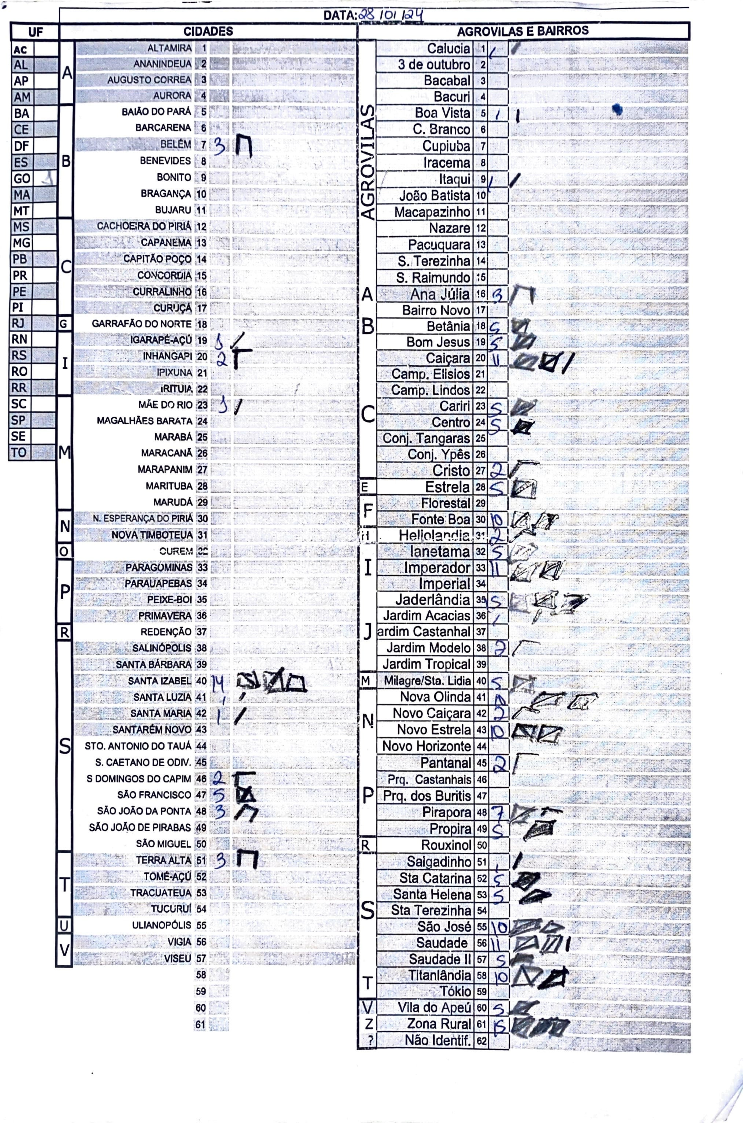 DATA: 28/01/24
UF CIDADES AGROVILAS E BAIRROS
AC
AL
AP
AM
BA
CE
DF
ES
GO 1
MA
MT
MS
MG
PB
PR
PE
PI
RJ
RN
RS
RO
RR
SC
SP
SE
TO
A
ALTAMIRA 1
ANANINDEUA 2
AUGUSTO CORREA 3
AURORA 4
B
BAIÃO DO PARÁ 5
BARCARENA 6
BELÉM 7 3
BENEVIDES 8
BONITO 9
BRAGANÇA 10
BUJARU 11
C
CACHOEIRA DO PIRIÁ 12
CAPANEMA 13
CAPITÃO POÇO 14
CONCORDIA 15
CURRALINHO 16
CURUÇÁ 17
G
GARRAFÃO DO NORTE 18
I
IGARAPÉ-AÇÚ 19 1
INHANGAPI 20 2
IPIXUNA 21
IRITUIA 22
M
MÃE DO RIO 23 1
MAGALHÃES BARATA 24
MARABÁ 25
MARACANÃ 26
MARAPANIM 27
MARITUBA 28
MARUDÁ 29
N
N. ESPERANÇA DO PIRIÁ 30
NOVA TIMBOTEUA 31
O
OUREM 32
P
PARAGOMINAS 33
PARAUAPEBAS 34
PEIXE-BOI 35
PRIMAVERA 36
R
REDENÇÃO 37
S
SALINÓPOLIS 38
SANTA BÁRBARA 39
SANTA IZABEL 40 14
SANTA LUZIA 41 1
SANTA MARIA 42 1
SANTARÉM NOVO 43
STO. ANTONIO DO TAUÁ 44
S. CAETANO DE ODIV. 45
S DOMINGOS DO CAPIM 46 2
SÃO FRANCISCO 47 5
SÃO JOÃO DA PONTA 48 3
SÃO JOÃO DE PIRABAS 49
SÃO MIGUEL 50
T
TERRA ALTA 51 3
TOMÉ-AÇÚ 52
TRACUATEUA 53
TUCURUÍ 54
U
ULIANOPÓLIS 55
V
VIGIA 56
VISEU 57
58
59
60
61
AGROVILAS
Calucia 1 1
3 de outubro 2
Bacabal 3
Bacuri 4
Boa Vista 5 1
C. Branco 6
Cupiuba 7
Iracema 8
Itaqui 9 1
João Batista 10
Macapazinho 11
Nazare 12
Pacuquara 13
S. Terezinha 14
S. Raimundo 15
A
Ana Júlia 16 3
Bairro Novo 17
B
Betânia 18 5
Bom Jesus 19 5
Caiçara 20 11
Camp. Elisios 21
Camp. Lindos 22
C
Cariri 23 5
Centro 24 5
Conj. Tangaras 25
Conj. Ypês 26
Cristo 27 2
E
Estrela 28 5
F
Florestal 29
Fonte Boa 30 10
H
Heliolandia 31 2
I
Ianetama 32 5
Imperador 33 11
Imperial 34
J
Jaderlândia 35 15
Jardim Acacias 36 1
ardim Castanhal 37
Jardim Modelo 38 2
Jardim Tropical 39
M
Milagre/Sta. Lidia 40 5
N
Nova Olinda 41
Novo Caiçara 42 2
Novo Estrela 43 10
Novo Horizonte 44
P
Pantanal 45 2
Prq. Castanhais 46
Prq. dos Buritis 47
Pirapora 48 7
Propira 49 5
R
Rouxinol 50
S
Salgadinho 51 1
Sta Catarina 52 5
Santa Helena 53 5
Sta Terezinha 54
São José 55 10
Saudade 56 11
Saudade II 57 5
T
Titanlândia 58 10
Tókio 59
V
Vila do Apeú 60 5
Z
Zona Rural 61 15
?
Não Identif. 62